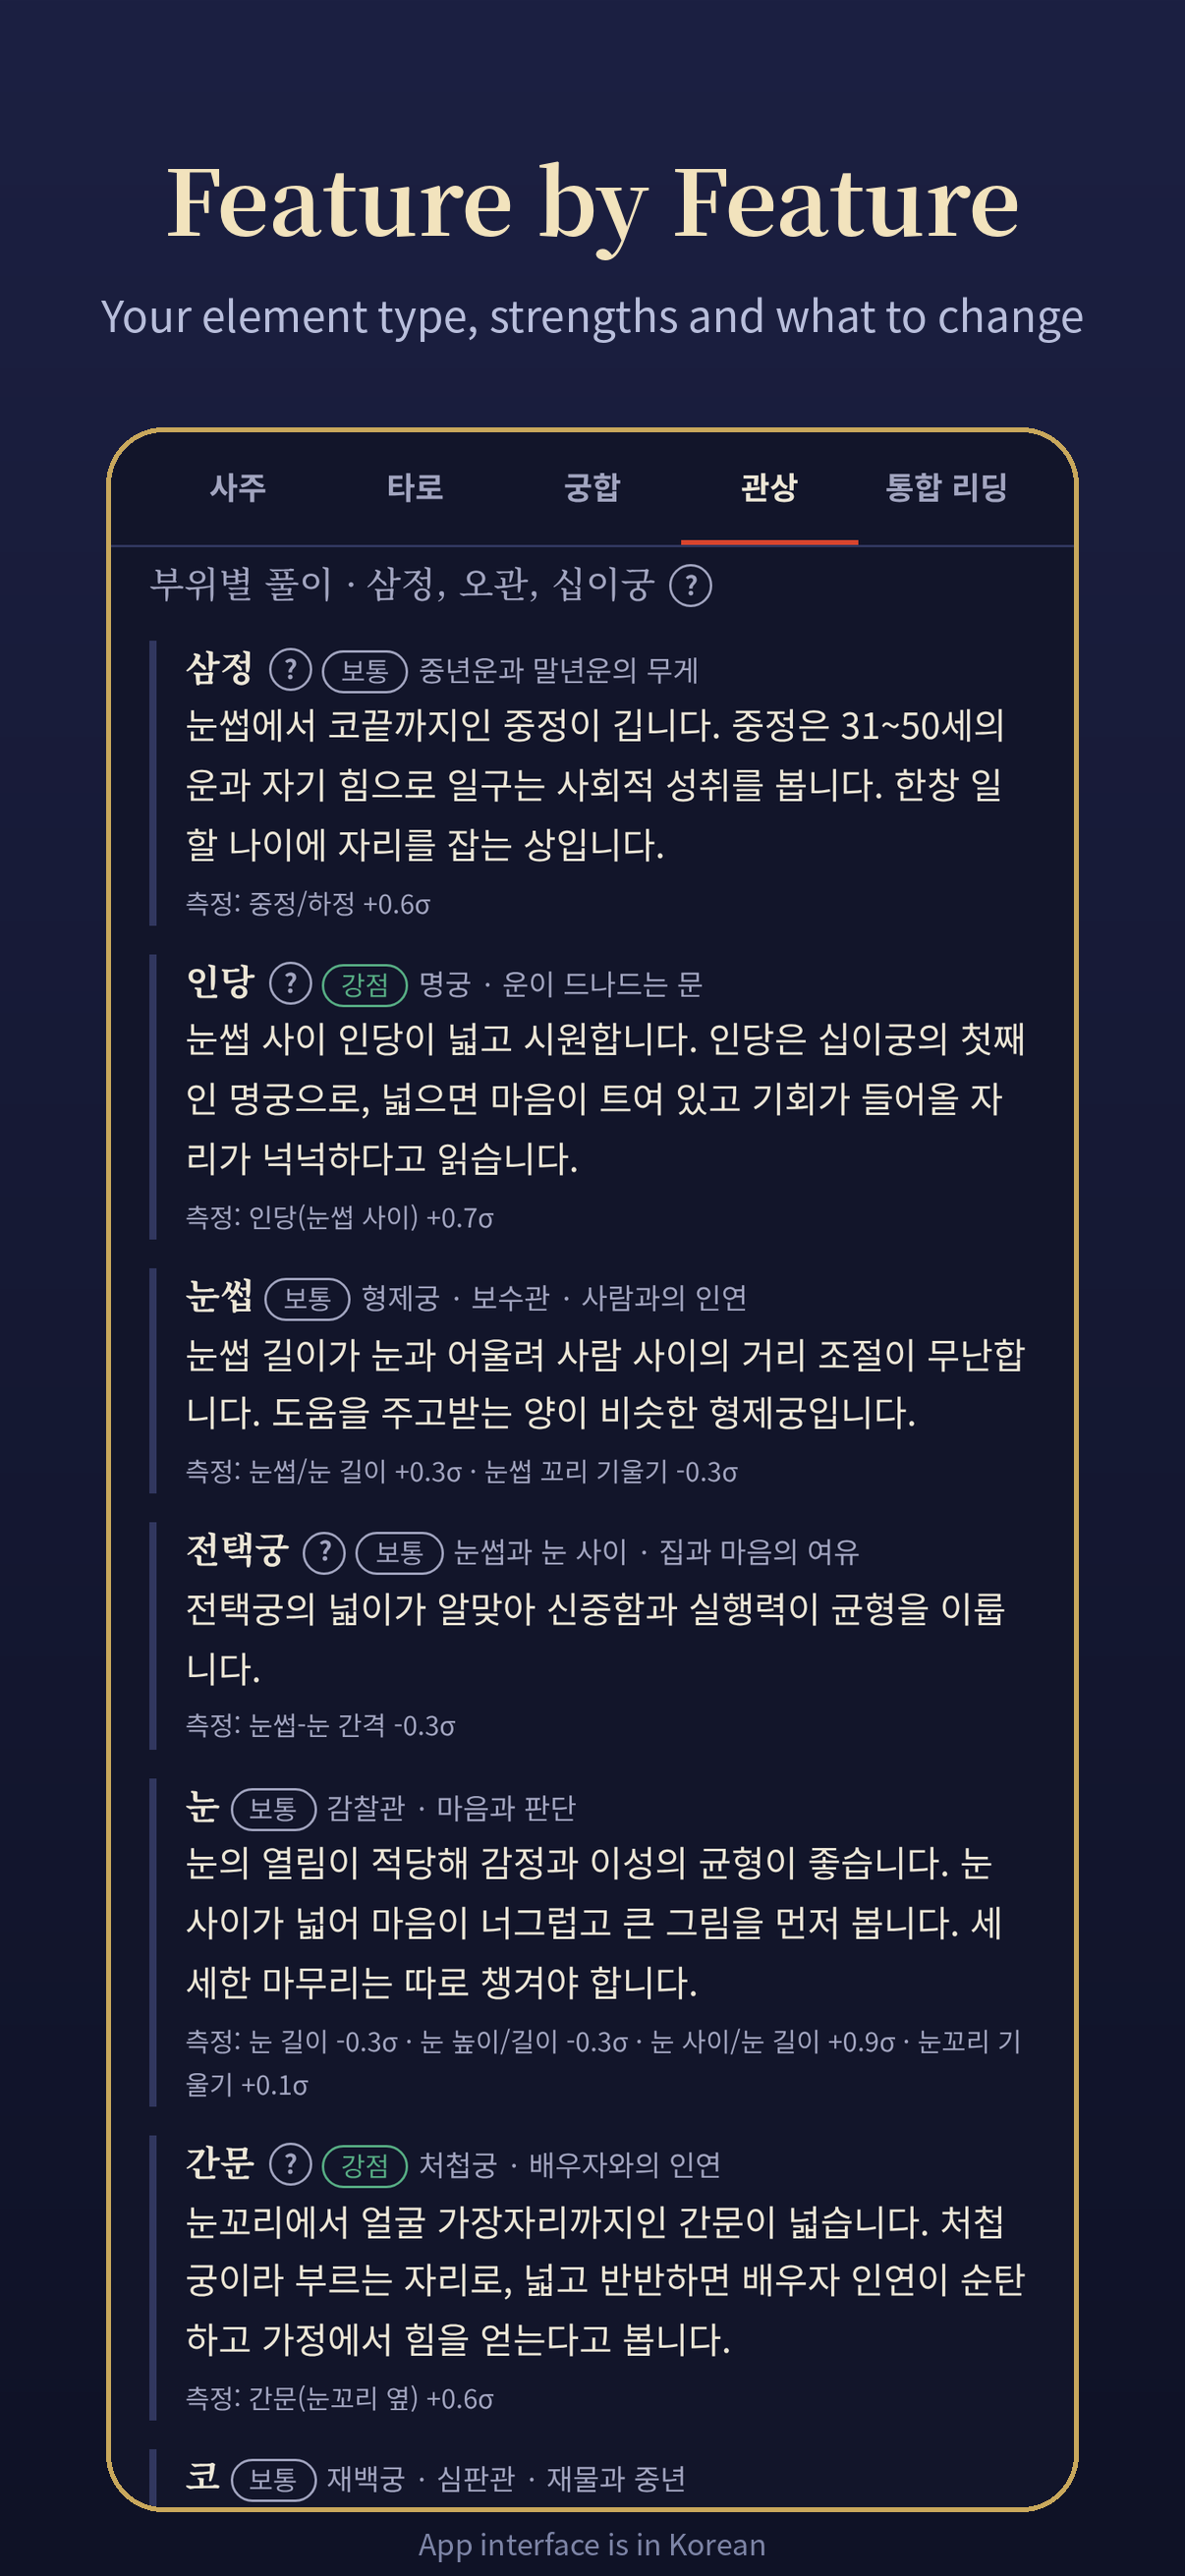 Feature by Feature
Your element type, strengths and what to change
사주 타로 궁합 관상 통합 리딩
부위별 풀이 · 삼정, 오관, 십이궁 ?
삼정 ? 보통 중년운과 말년운의 무게
눈썹에서 코끝까지인 중정이 깁니다. 중정은 31~50세의
운과 자기 힘으로 일구는 사회적 성취를 봅니다. 한창 일
할 나이에 자리를 잡는 상입니다.
측정: 중정/하정 +0.6σ
인당 ? 강점 명궁 · 운이 드나드는 문
눈썹 사이 인당이 넓고 시원합니다. 인당은 십이궁의 첫째
인 명궁으로, 넓으면 마음이 트여 있고 기회가 들어올 자
리가 넉넉하다고 읽습니다.
측정: 인당(눈썹 사이) +0.7σ
눈썹 보통 형제궁 · 보수관 · 사람과의 인연
눈썹 길이가 눈과 어울려 사람 사이의 거리 조절이 무난합
니다. 도움을 주고받는 양이 비슷한 형제궁입니다.
측정: 눈썹/눈 길이 +0.3σ · 눈썹 꼬리 기울기 -0.3σ
전택궁 ? 보통 눈썹과 눈 사이 · 집과 마음의 여유
전택궁의 넓이가 알맞아 신중함과 실행력이 균형을 이룹
니다.
측정: 눈썹-눈 간격 -0.3σ
눈 보통 감찰관 · 마음과 판단
눈의 열림이 적당해 감정과 이성의 균형이 좋습니다. 눈
사이가 넓어 마음이 너그럽고 큰 그림을 먼저 봅니다. 세
세한 마무리는 따로 챙겨야 합니다.
측정: 눈 길이 -0.3σ · 눈 높이/길이 -0.3σ · 눈 사이/눈 길이 +0.9σ · 눈꼬리 기
울기 +0.1σ
간문 ? 강점 처첩궁 · 배우자와의 인연
눈꼬리에서 얼굴 가장자리까지인 간문이 넓습니다. 처첩
궁이라 부르는 자리로, 넓고 반반하면 배우자 인연이 순탄
하고 가정에서 힘을 얻는다고 봅니다.
측정: 간문(눈꼬리 옆) +0.6σ
코 보통 재백궁 · 심판관 · 재물과 중년
App interface is in Korean